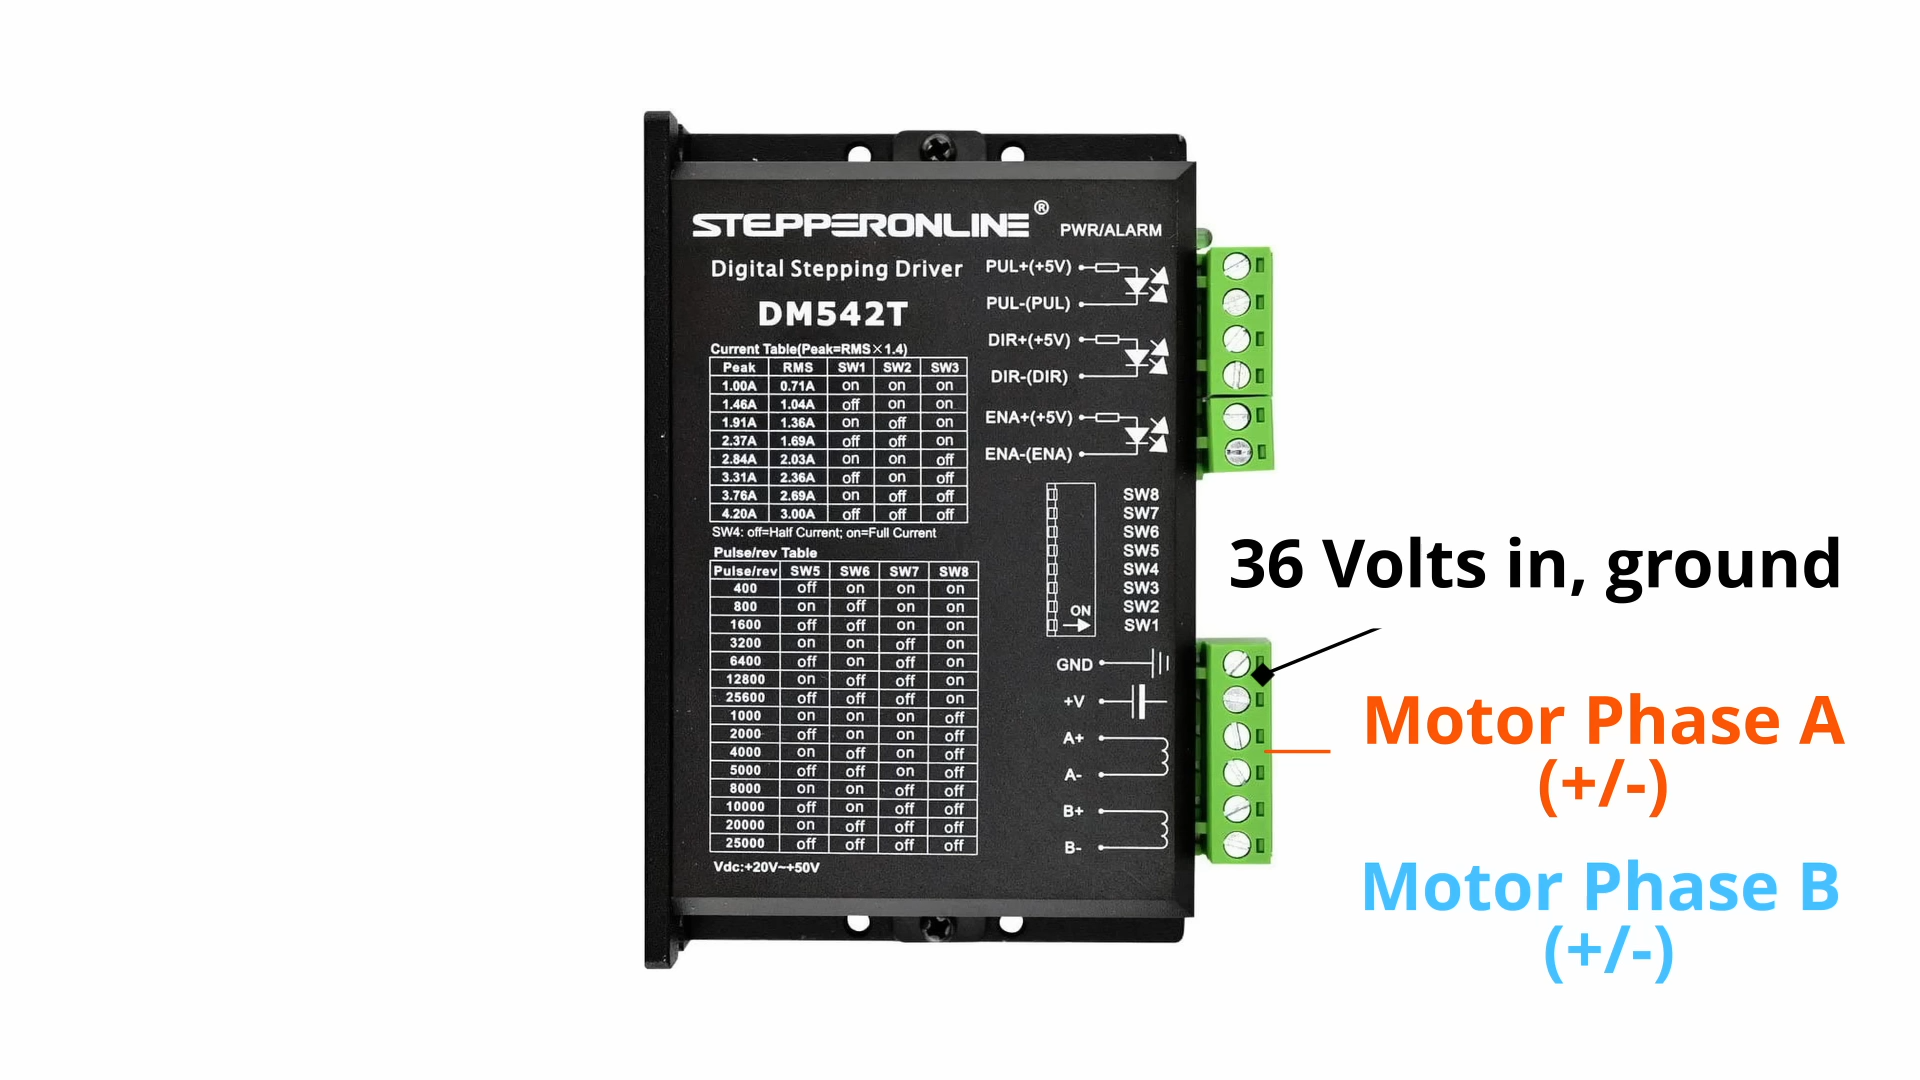 STEPPERONLINE®
PWR/ALARM
Digital Stepping Driver
DM542T
Current Table(Peak=RMS×1.4)
Peak RMS SW1 SW2 SW3
1.00A 0.71A on on on
1.46A 1.04A off on on
1.91A 1.36A on off on
2.37A 1.69A off off on
2.84A 2.03A on on off
3.31A 2.36A off on off
3.76A 2.69A on off off
4.20A 3.00A off off off
SW4: off=Half Current; on=Full Current
Pulse/rev Table
Pulse/rev SW5 SW6 SW7 SW8
400 off on on on
800 on off on on
1600 off off on on
3200 on on off on
6400 off on off on
12800 on off off on
25600 off off off on
1000 on on on off
2000 off on on off
4000 on off on off
5000 off off on off
8000 on on off off
10000 off on off off
20000 on off off off
25000 off off off off
Vdc:+20V~+50V
PUL+(+5V)
PUL-(PUL)
DIR+(+5V)
DIR-(DIR)
ENA+(+5V)
ENA-(ENA)
SW8
SW7
SW6
SW5
SW4
SW3
SW2
SW1
ON
GND
+V
A+
A-
B+
B-
36 Volts in, ground
Motor Phase A
(+/-)
Motor Phase B
(+/-)